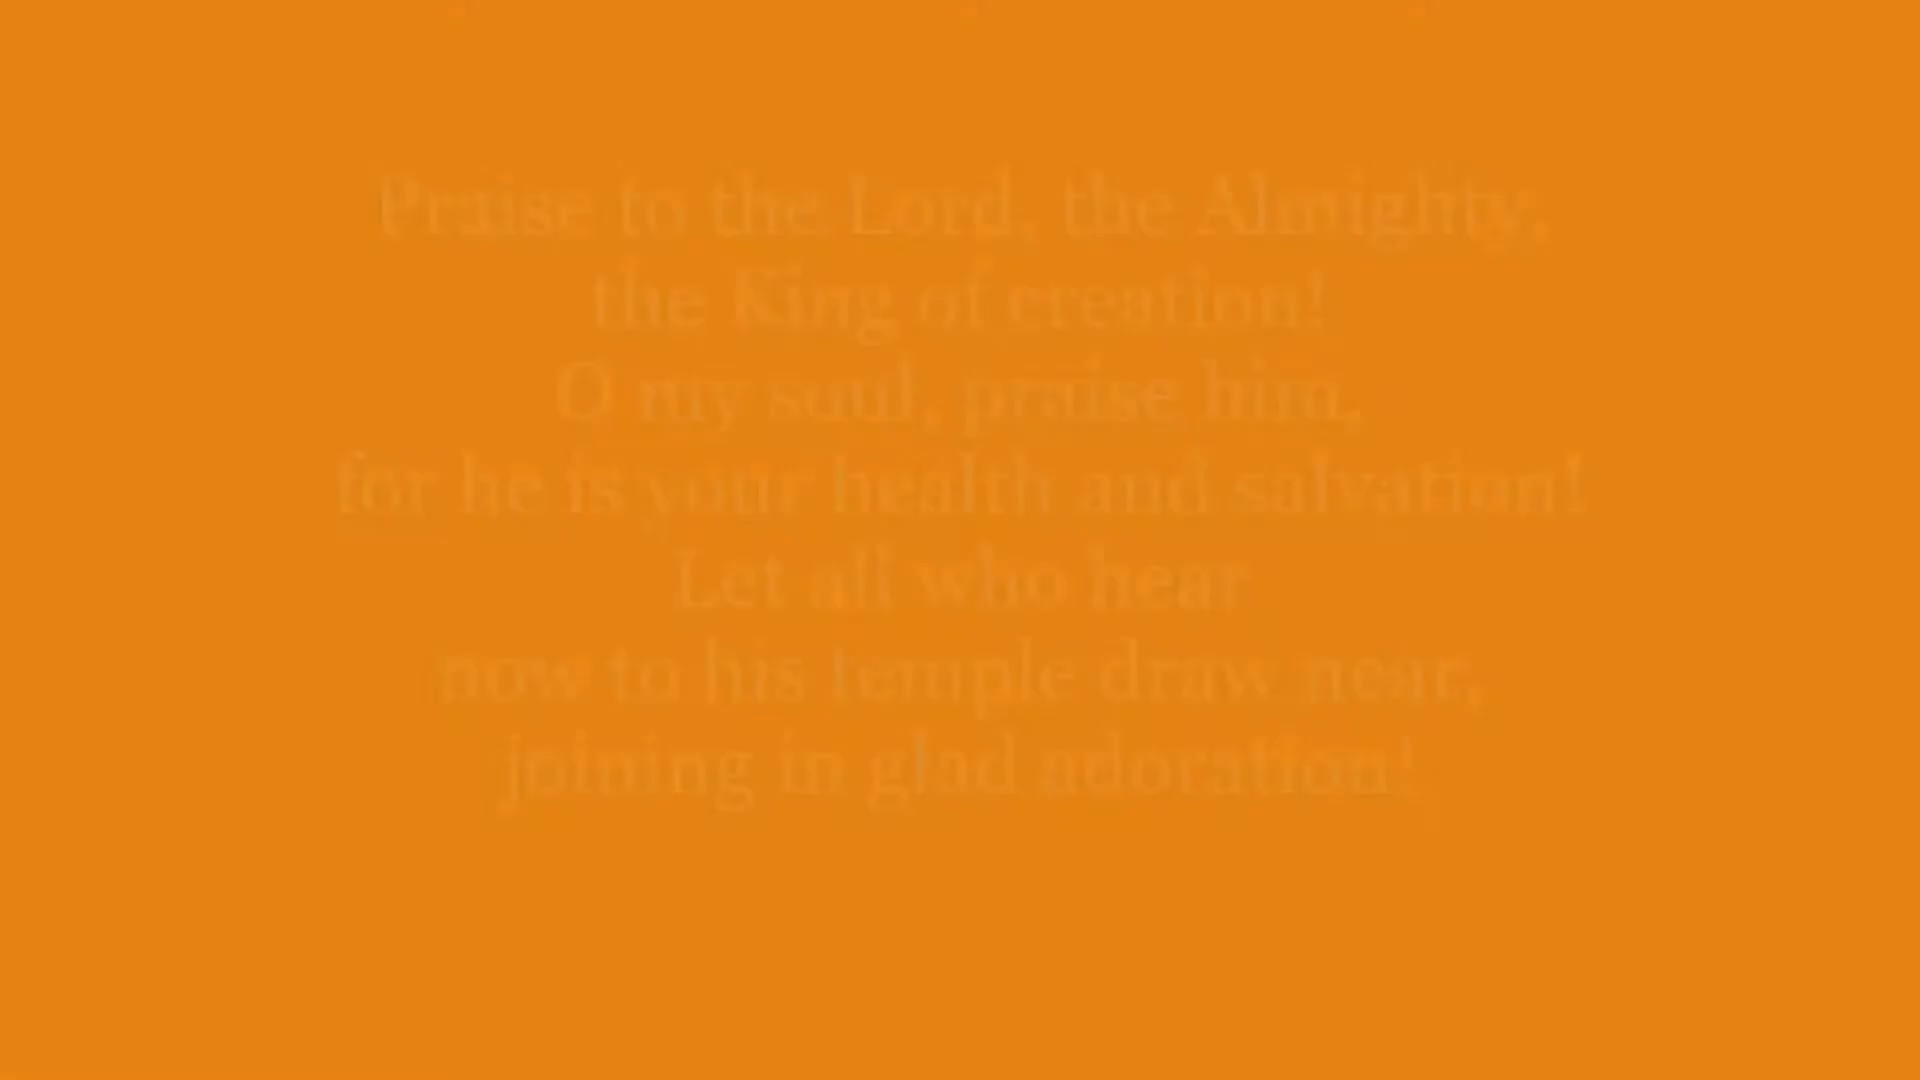 Praise to the Lord, the Almighty,
the King of creation!
O my soul, praise him,
for he is your health and salvation!
Let all who hear
now to his temple draw near,
joining in glad adoration!